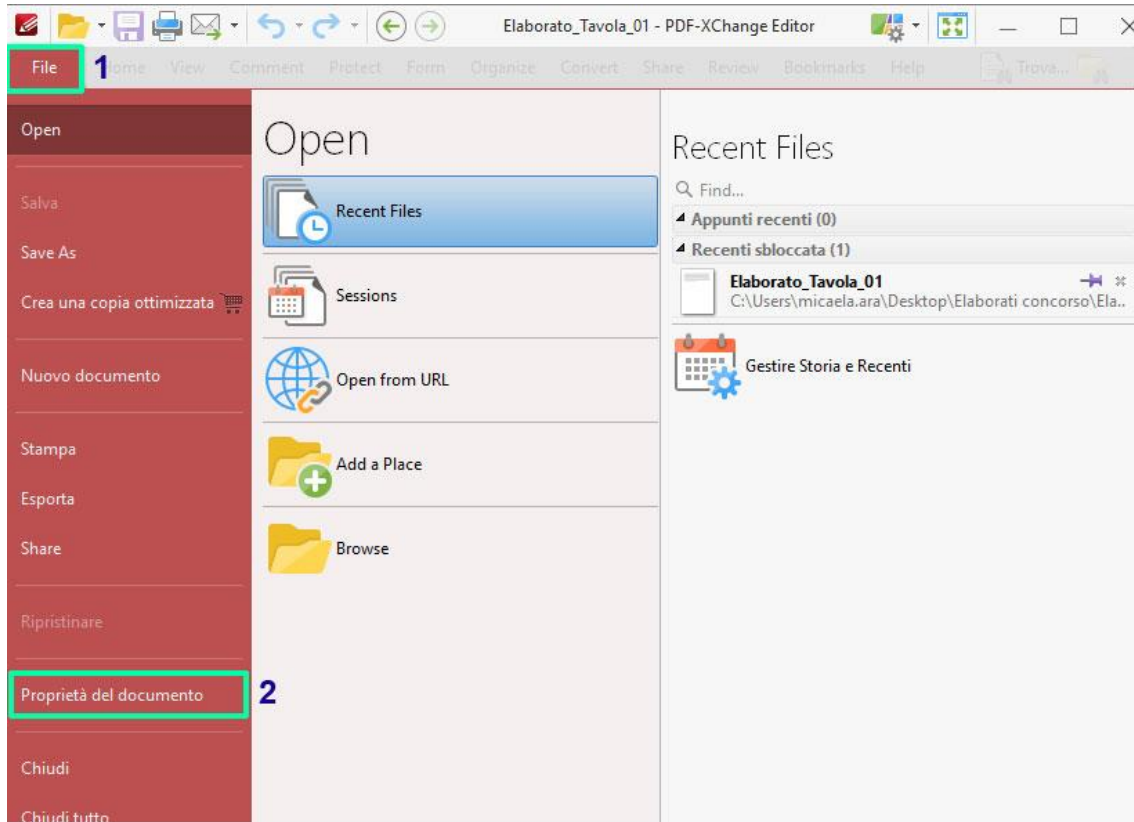 Elaborato_Tavola_01 - PDF-XChange Editor
File 1 Home View Comment Protect Form Organize Convert Share Review Bookmarks Help Trova...
Open
Salva
Save As
Crea una copia ottimizzata
Nuovo documento
Stampa
Esporta
Share
Ripristinare
Proprietà del documento 2
Chiudi
Chiudi tutto
Open
Recent Files
Sessions
Open from URL
Add a Place
Browse
Recent Files
Find...
Appunti recenti (0)
Recenti sbloccata (1)
Elaborato_Tavola_01
C:\Users\micaela.ara\Desktop\Elaborati concorso\Ela..
Gestire Storia e Recenti